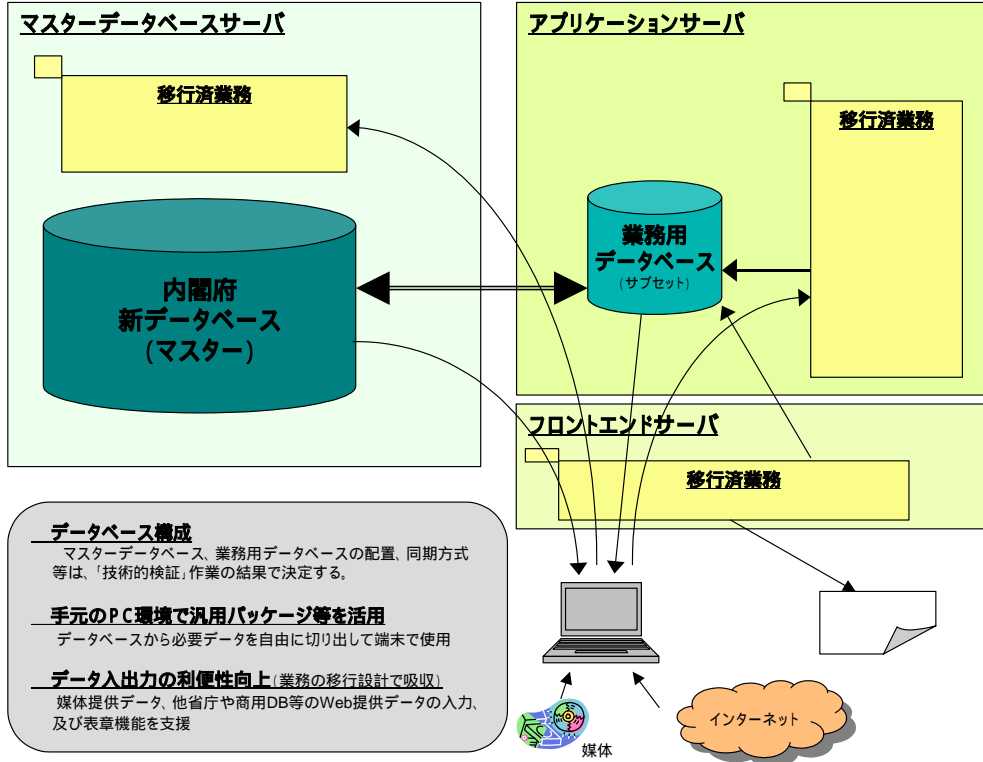 マスターデータベースサーバ
移行済業務
内閣府
新データベース
(マスター)
アプリケーションサーバ
移行済業務
業務用
データベース
(サブセット)
フロントエンドサーバ
移行済業務
データベース構成
マスターデータベース、業務用データベースの配置、同期方式
等は、「技術的検証」作業の結果で決定する。
手元のPC環境で汎用パッケージ等を活用
データベースから必要データを自由に切り出して端末で使用
データ入出力の利便性向上(業務の移行設計で吸収)
媒体提供データ、他省庁や商用DB等のWeb提供データの入力、
及び表章機能を支援
媒体
インターネット